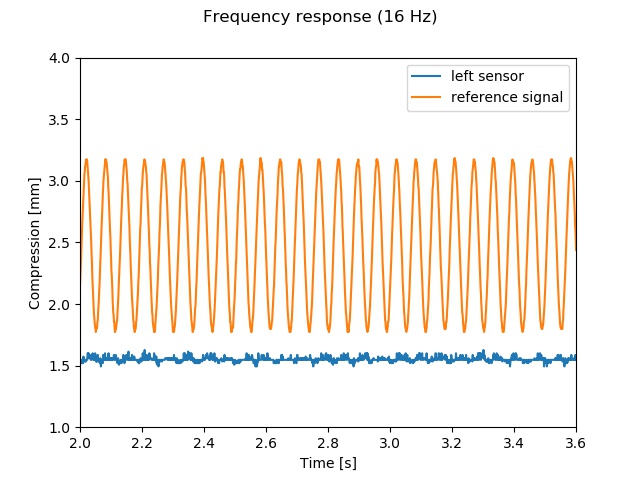 Frequency response (16 Hz)
4.0
3.5
3.0
2.5
2.0
1.5
1.0
Compression [mm]
left sensor
reference signal
2.0 2.2 2.4 2.6 2.8 3.0 3.2 3.4 3.6
Time [s]